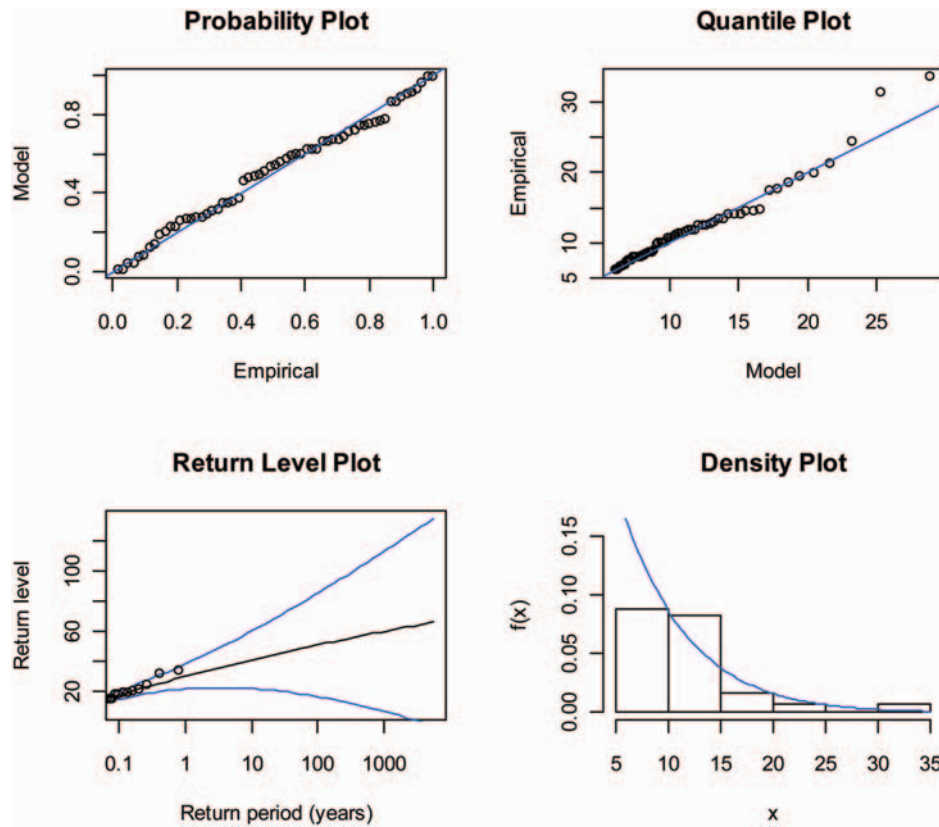 Probability Plot
Model
0.0 0.4 0.8
0.0 0.2 0.4 0.6 0.8 1.0
Empirical
Quantile Plot
Empirical
5 10 20 30
10 15 20 25
Model
Return Level Plot
Return level
20 60 100
0.1 1 10 100 1000
Return period (years)
Density Plot
f(x)
0.00 0.05 0.10 0.15
5 10 15 20 25 30 35
x